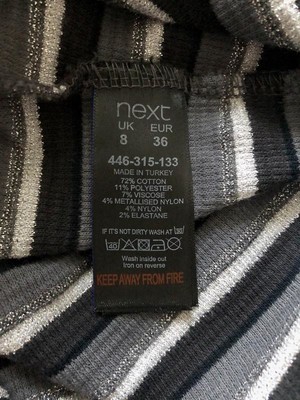 next
UK EUR
8 36
446-315-133
MADE IN TURKEY
72% COTTON
11% POLYESTER
7% VISCOSE
4% METALLISED NYLON
4% NYLON
2% ELASTANE
IF IT'S NOT DIRTY WASH AT 30
30
Wash inside out
Iron on reverse
KEEP AWAY FROM FIRE